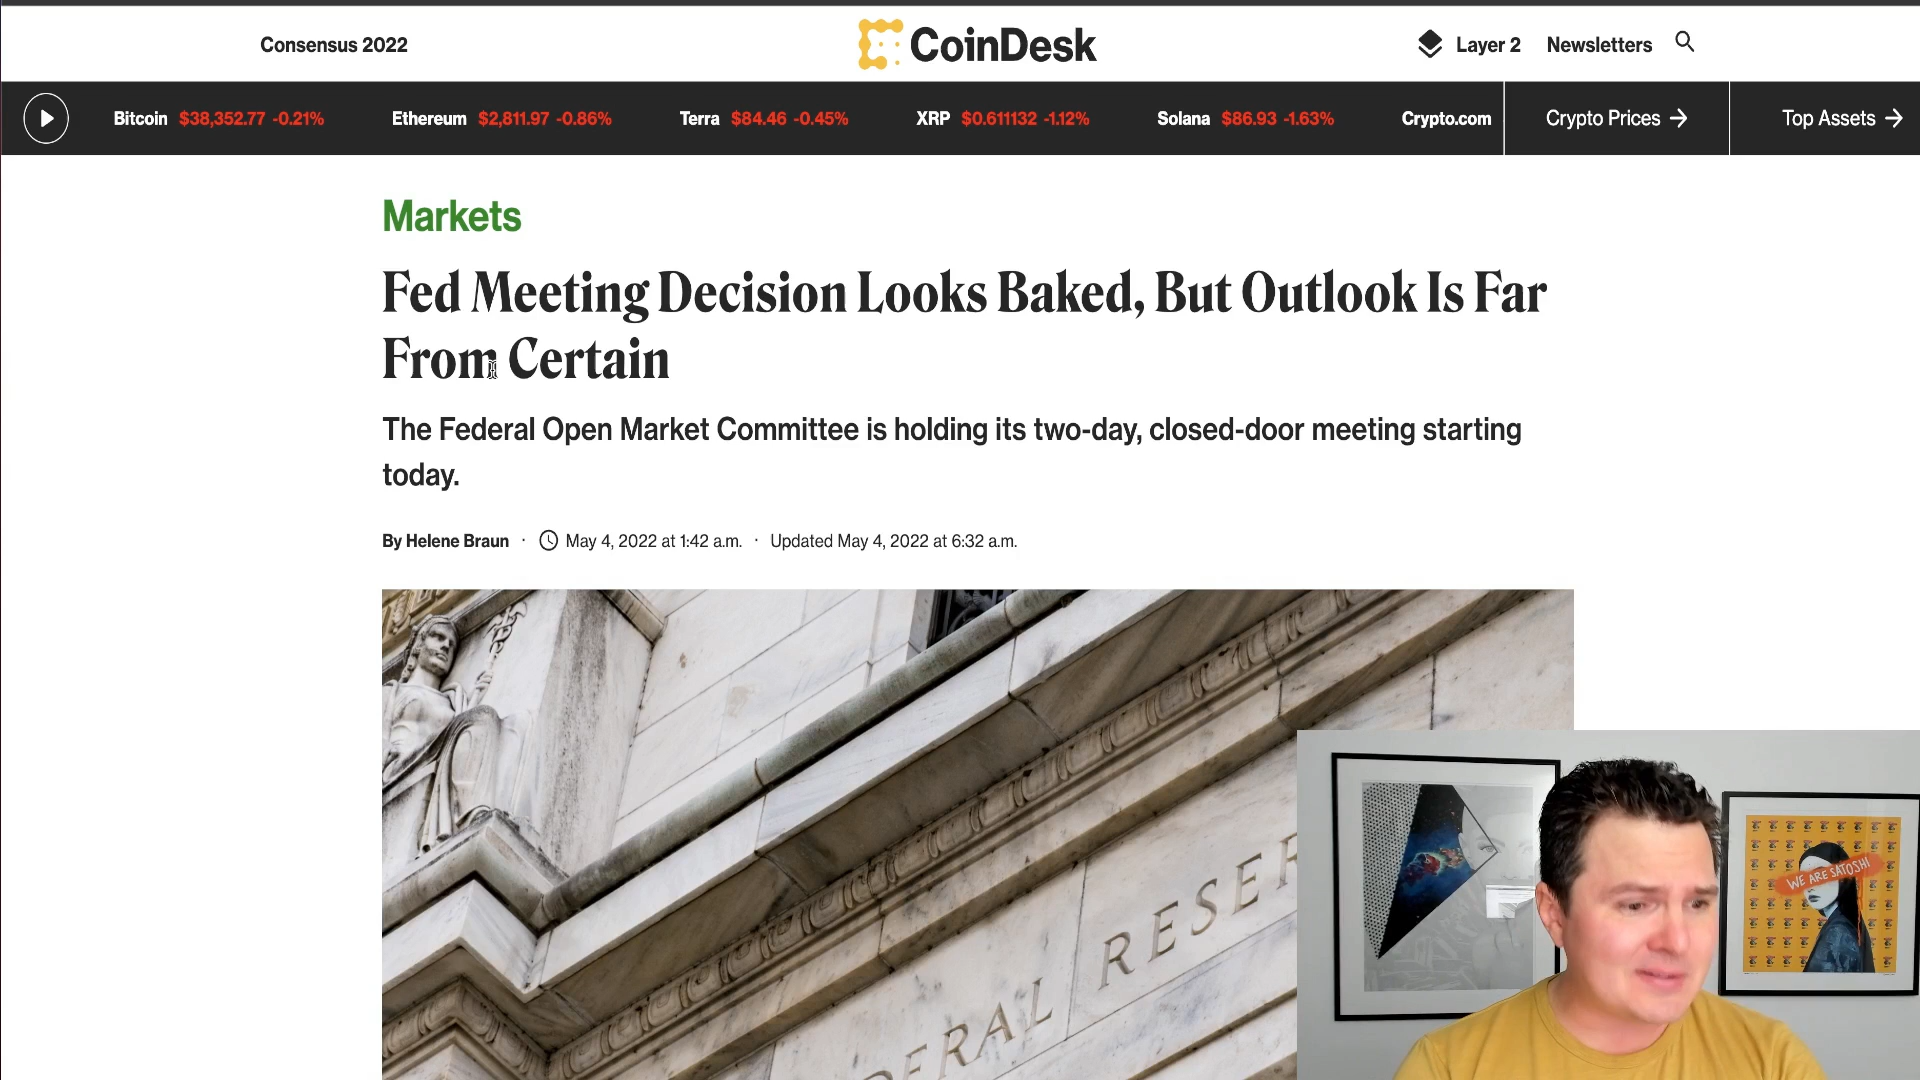 Consensus 2022
CoinDesk
Layer 2
Newsletters
Bitcoin $38,352.77 -0.21%
Ethereum $2,811.97 -0.86%
Terra $84.46 -0.45%
XRP $0.611132 -1.12%
Solana $86.93 -1.63%
Crypto.com
Crypto Prices →
Top Assets →
Markets
Fed Meeting Decision Looks Baked, But Outlook Is Far
From Certain
The Federal Open Market Committee is holding its two-day, closed-door meeting starting
today.
By Helene Braun · May 4, 2022 at 1:42 a.m. · Updated May 4, 2022 at 6:32 a.m.
ERAL RESER
WE ARE SATOSHI